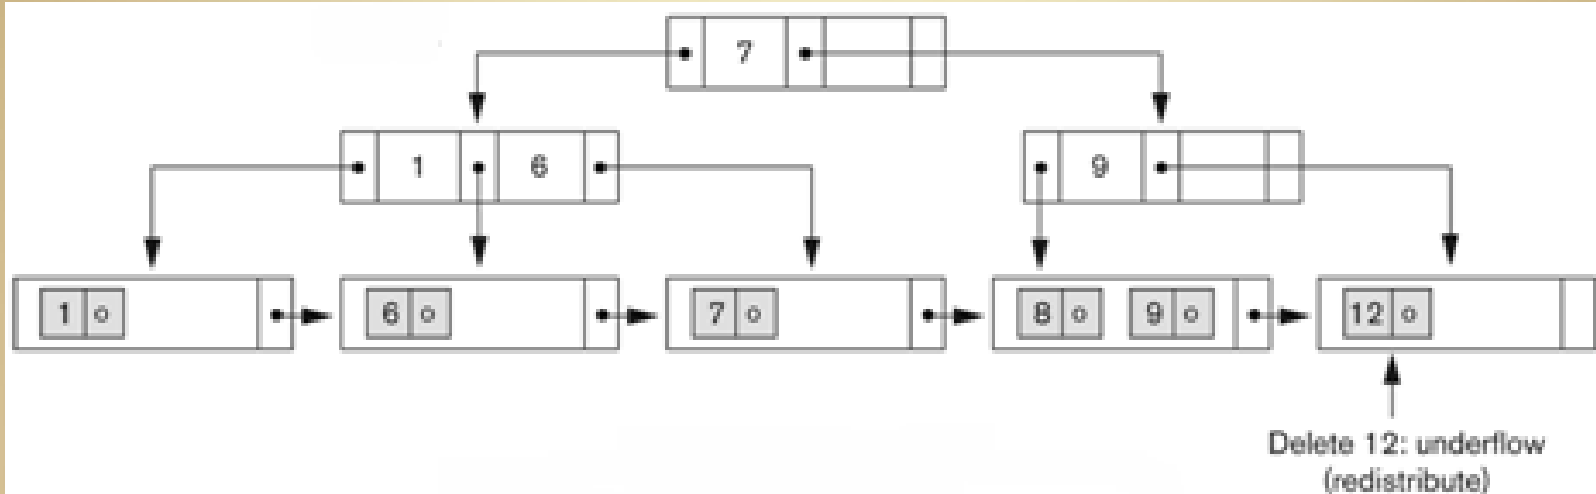 7
1 6 9
1 o 6 o 7 o 8 o 9 o 12 o
Delete 12: underflow
(redistribute)